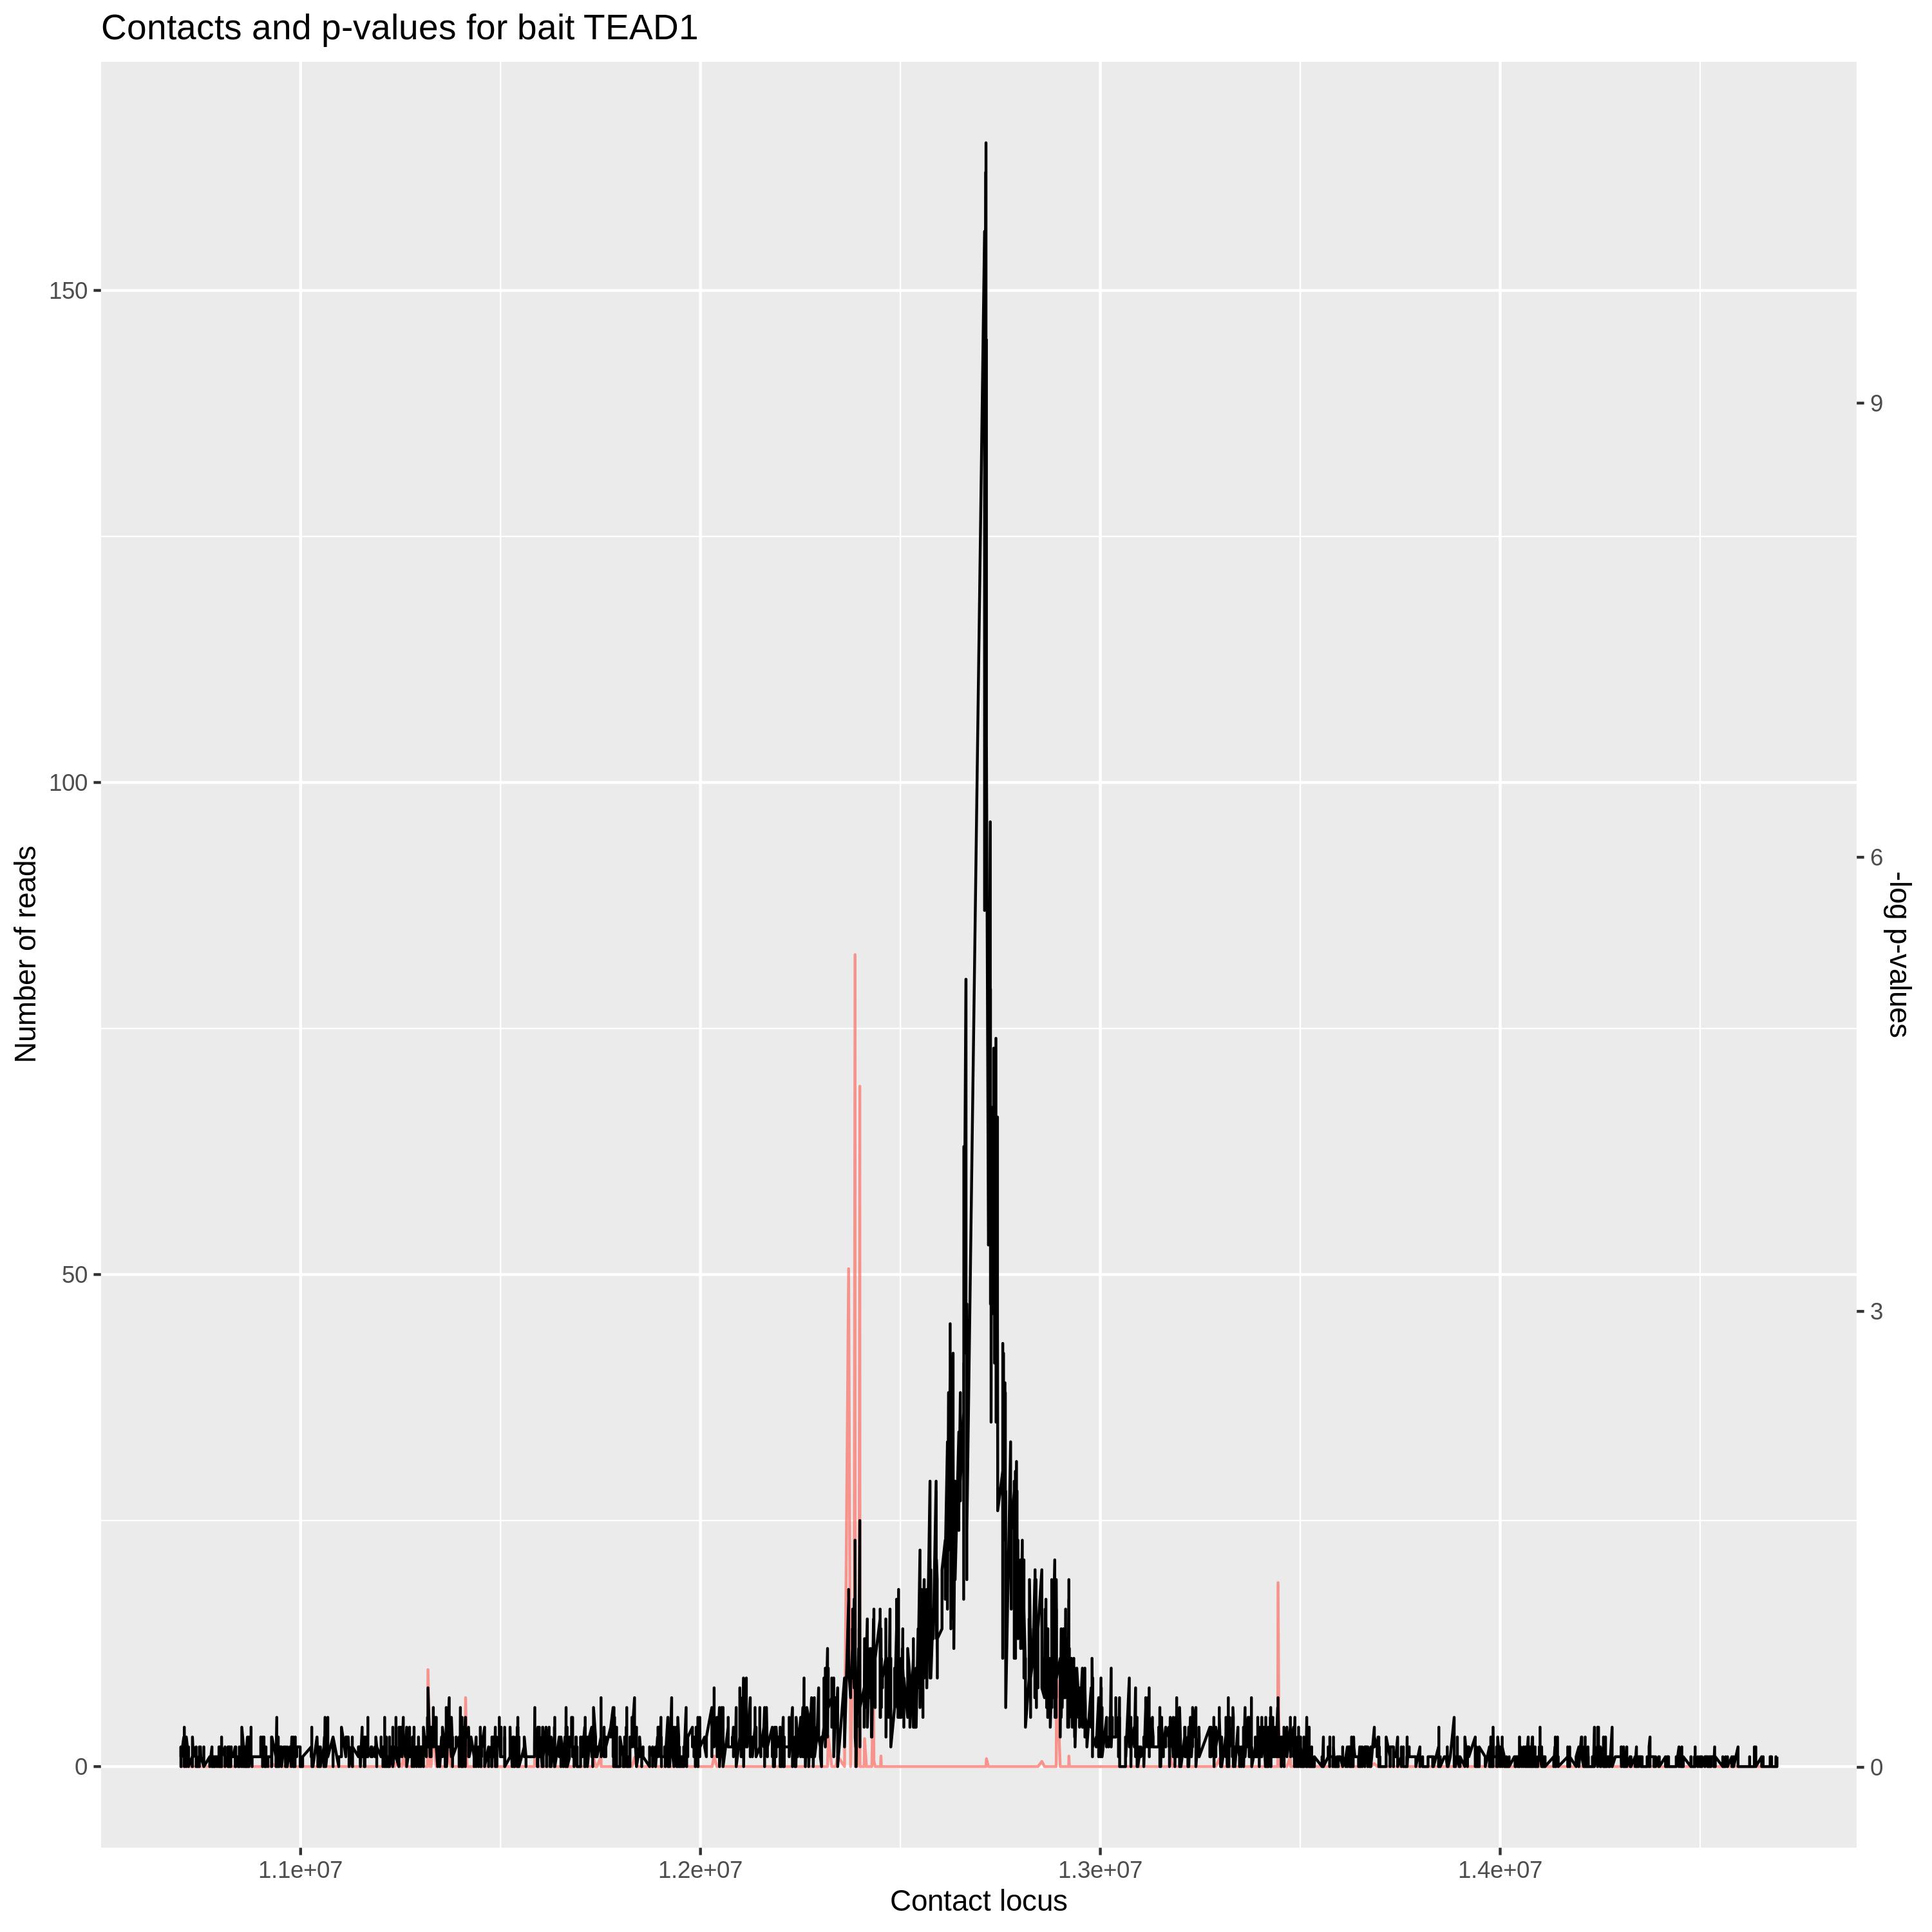 Contacts and p-values for bait TEAD1
150
100
50
0
9
6
3
0
Number of reads
-log p-values
1.1e+07 1.2e+07 1.3e+07 1.4e+07
Contact locus